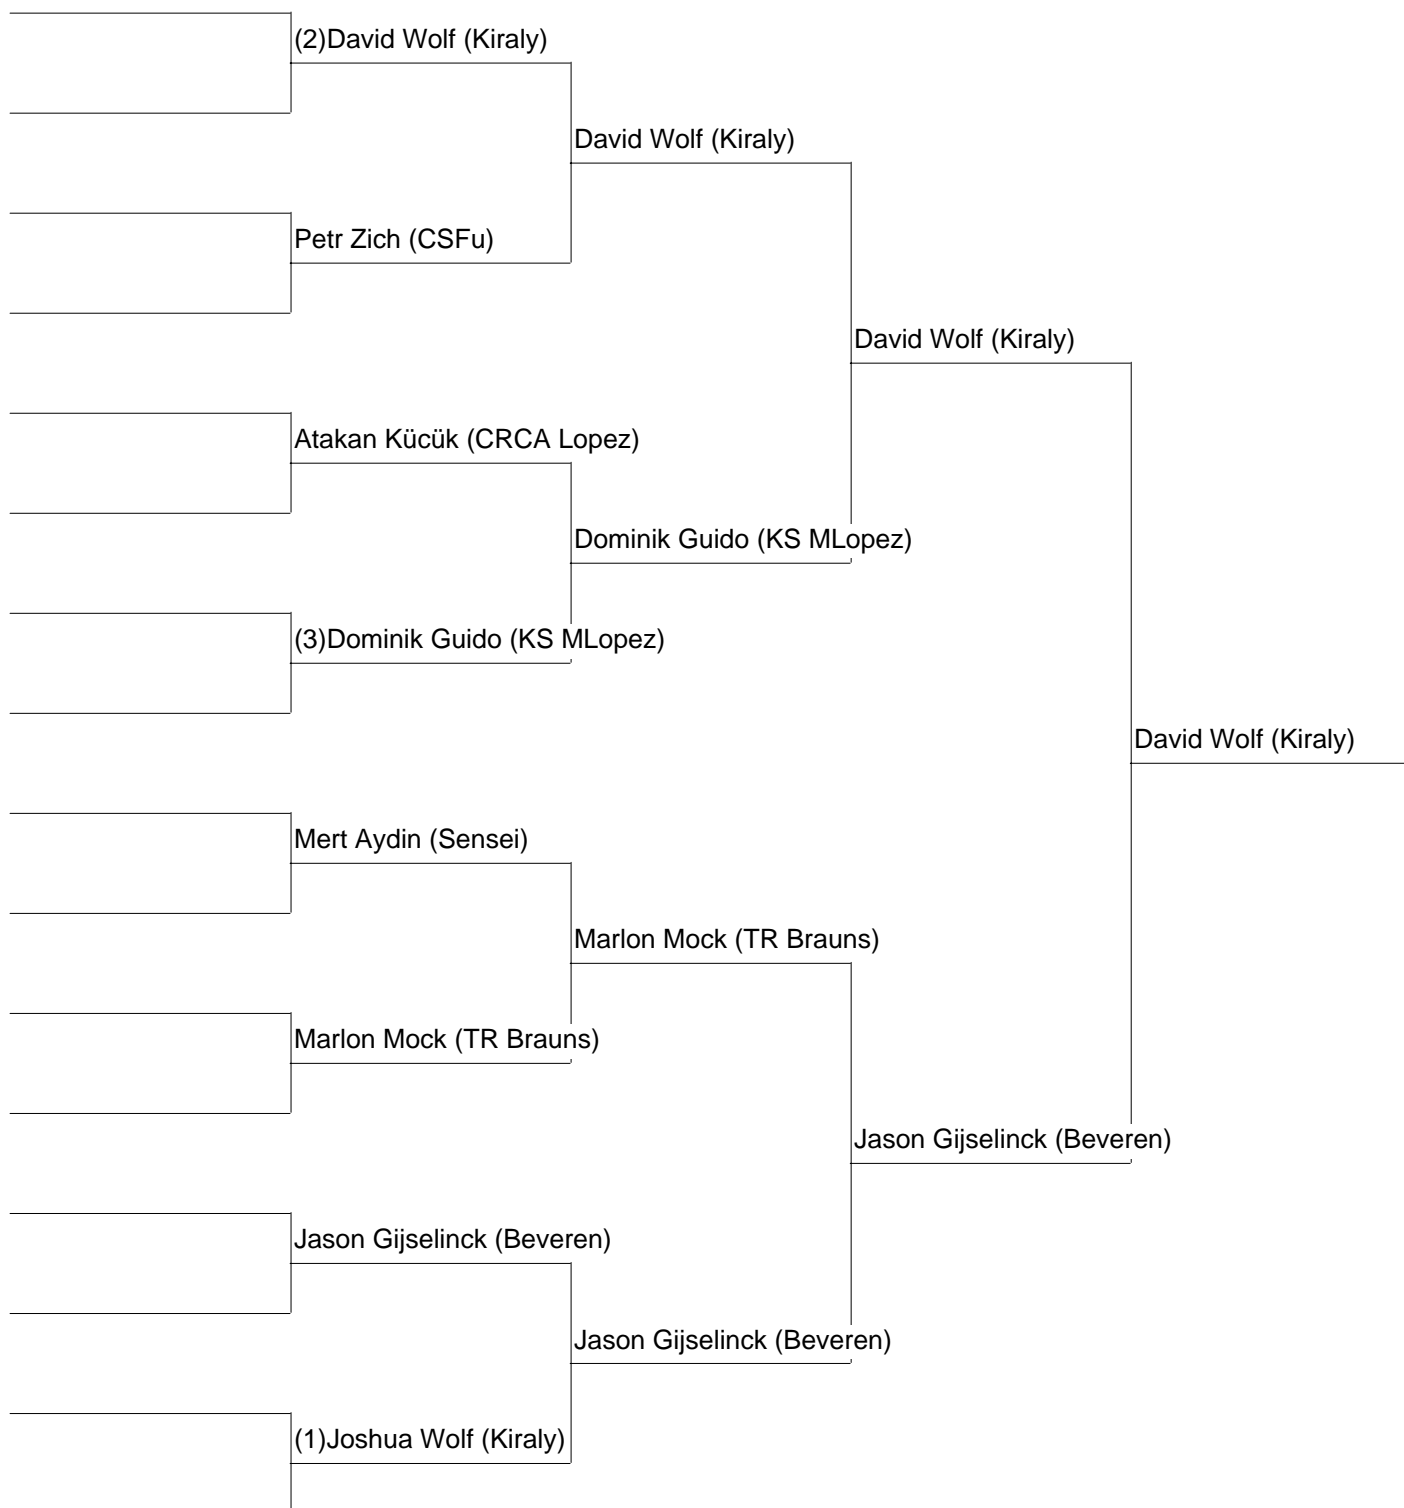 (2)David Wolf (Kiraly)
David Wolf (Kiraly)
Petr Zich (CSFu)
David Wolf (Kiraly)
Atakan Kücük (CRCA Lopez)
Dominik Guido (KS MLopez)
(3)Dominik Guido (KS MLopez)
David Wolf (Kiraly)
Mert Aydin (Sensei)
Marlon Mock (TR Brauns)
Marlon Mock (TR Brauns)
Jason Gijselinck (Beveren)
Jason Gijselinck (Beveren)
Jason Gijselinck (Beveren)
(1)Joshua Wolf (Kiraly)